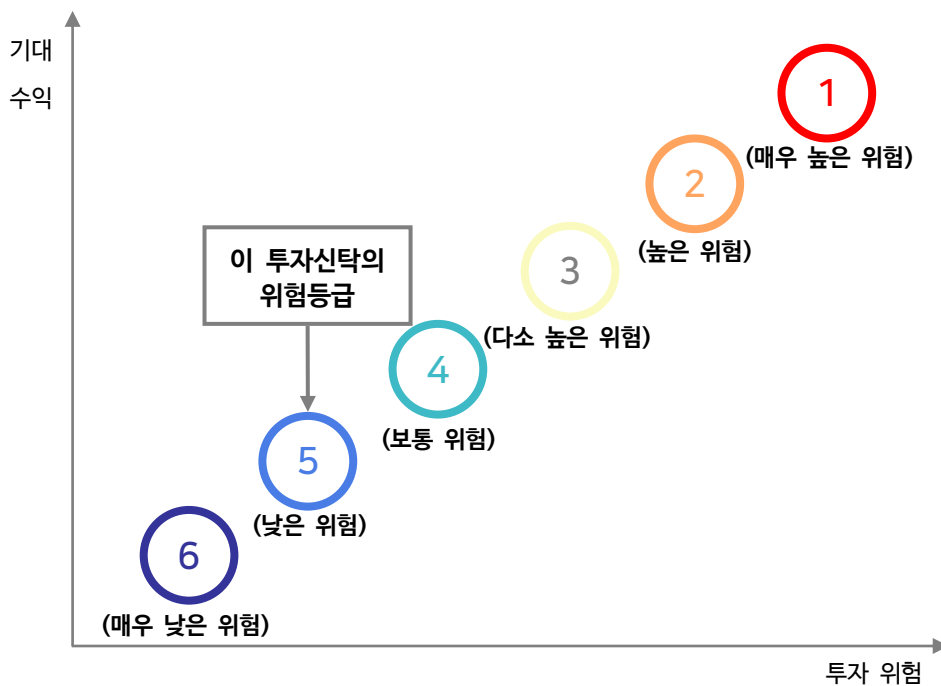 기대
수익
1
(매우 높은 위험)
2
(높은 위험)
이 투자신탁의
위험등급
3
(다소 높은 위험)
4
(보통 위험)
5
(낮은 위험)
6
(매우 낮은 위험)
투자 위험